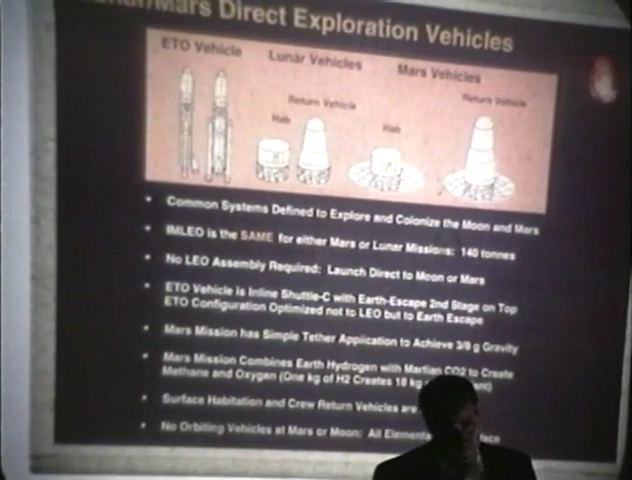 Lunar/Mars Direct Exploration Vehicles
ETO Vehicle
Lunar Vehicles
Mars Vehicles
Return Vehicle
Return Vehicle
Hab
Hab
• Common Systems Defined to Explore and Colonize the Moon and Mars
• IMLEO is the SAME for either Mars or Lunar Missions: 140 tonnes
• No LEO Assembly Required: Launch Direct to Moon or Mars
• ETO Vehicle is Inline Shuttle-C with Earth-Escape 2nd Stage on Top
ETO Configuration Optimized not to LEO but to Earth Escape
• Mars Mission has Simple Tether Application to Achieve 3/8 g Gravity
• Mars Mission Combines Earth Hydrogen with Martian CO2 to Create
Methane and Oxygen (One kg of H2 Creates 18 kg
• Surface Habitation and Crew Return Vehicles are
• No Orbiting Vehicles at Mars or Moon: All